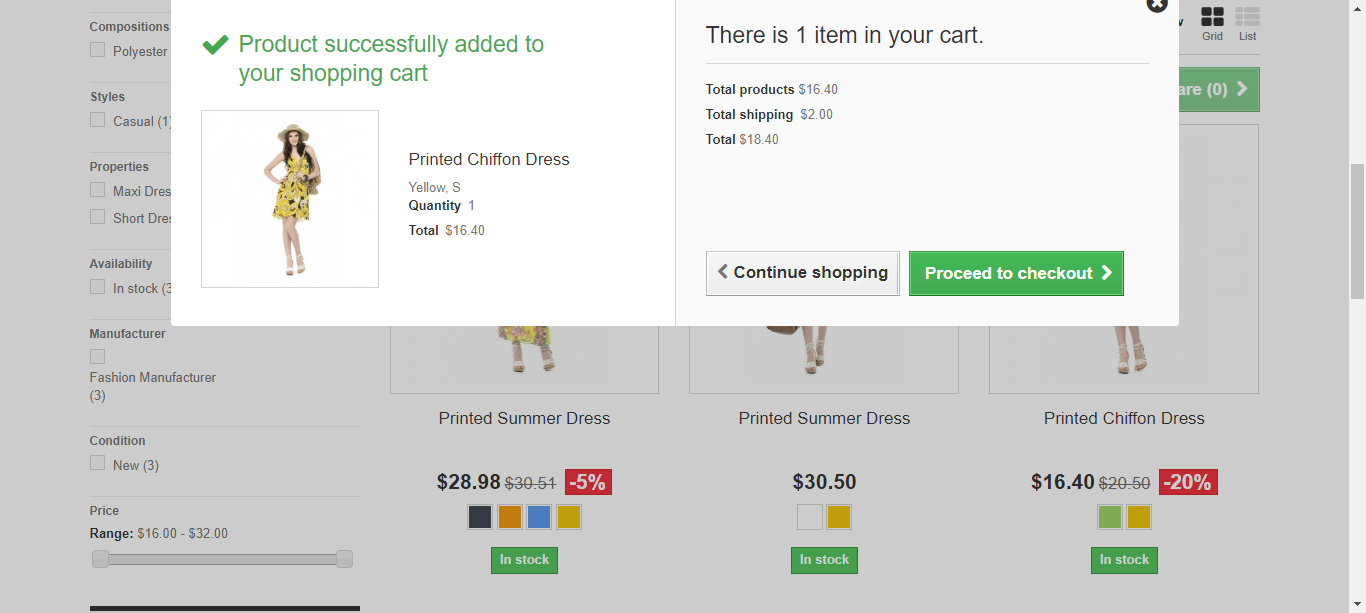 Compositions
Polyester
Styles
Casual (1)
Properties
Maxi Dres
Short Dre
Availability
In stock (3
Manufacturer
Fashion Manufacturer
(3)
Condition
New (3)
Price
Range: $16.00 - $32.00
Product successfully added to
your shopping cart
Printed Chiffon Dress
Yellow, S
Quantity 1
Total $16.40
There is 1 item in your cart.
Total products $16.40
Total shipping $2.00
Total $18.40
Continue shopping
Proceed to checkout
Grid
List
are (0)
Printed Summer Dress
$28.98 $30.51 -5%
In stock
Printed Summer Dress
$30.50
In stock
Printed Chiffon Dress
$16.40 $20.50 -20%
In stock